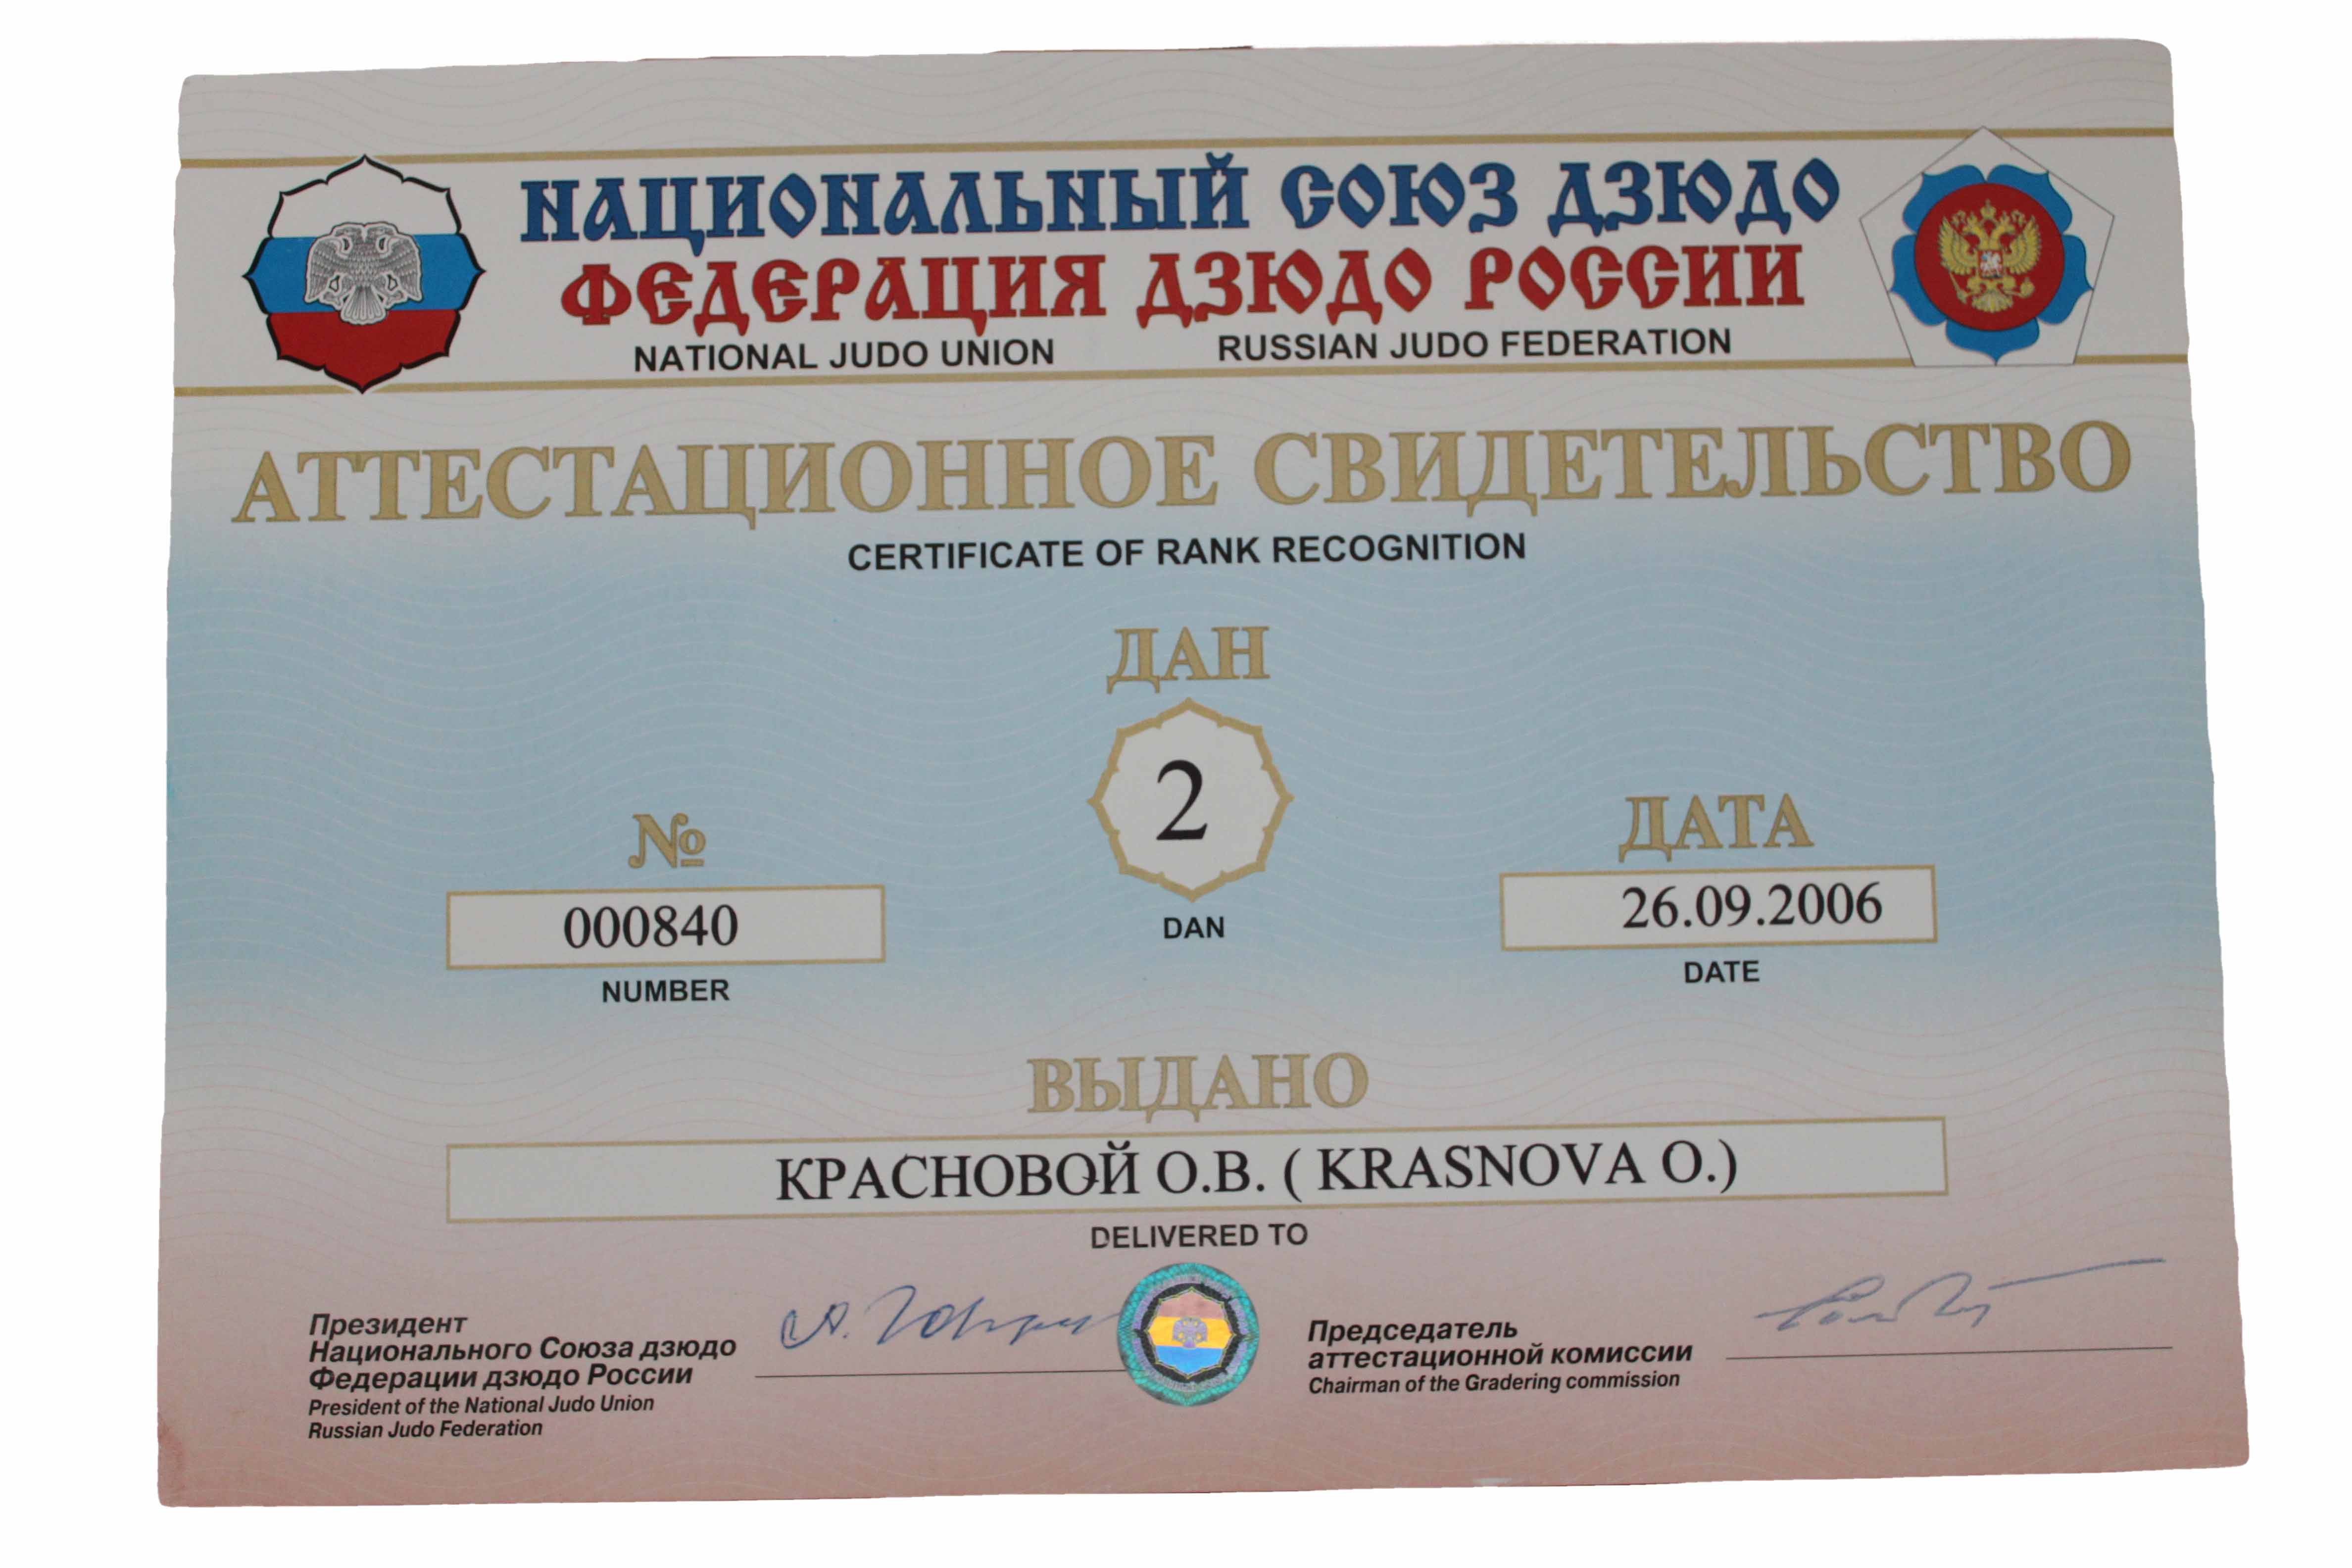 НАЦИОНАЛЬНЫЙ СОЮЗ ДЗЮДО
ФЕДЕРАЦИЯ ДЗЮДО РОССИИ
NATIONAL JUDO UNION RUSSIAN JUDO FEDERATION
АТТЕСТАЦИОННОЕ СВИДЕТЕЛЬСТВО
CERTIFICATE OF RANK RECOGNITION
ДАН
2
DAN
№
000840
NUMBER
ДАТА
26.09.2006
DATE
ВЫДАНО
КРАСНОВОЙ О.В. ( KRASNOVA O.)
DELIVERED TO
Президент
Национального Союза дзюдо
Федерации дзюдо России
President of the National Judo Union
Russian Judo Federation
Председатель
аттестационной комиссии
Chairman of the Gradering commission